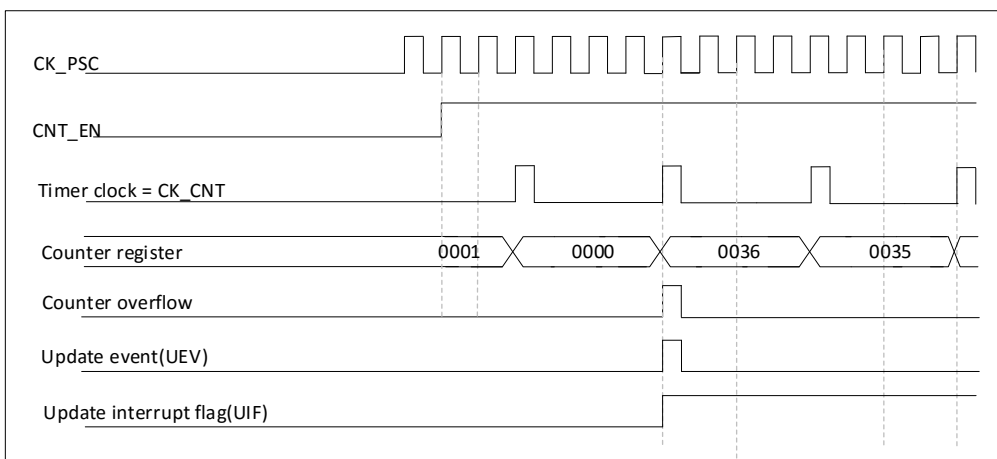 CK_PSC
CNT_EN
Timer clock = CK_CNT
Counter register 0001 0000 0036 0035
Counter overflow
Update event(UEV)
Update interrupt flag(UIF)